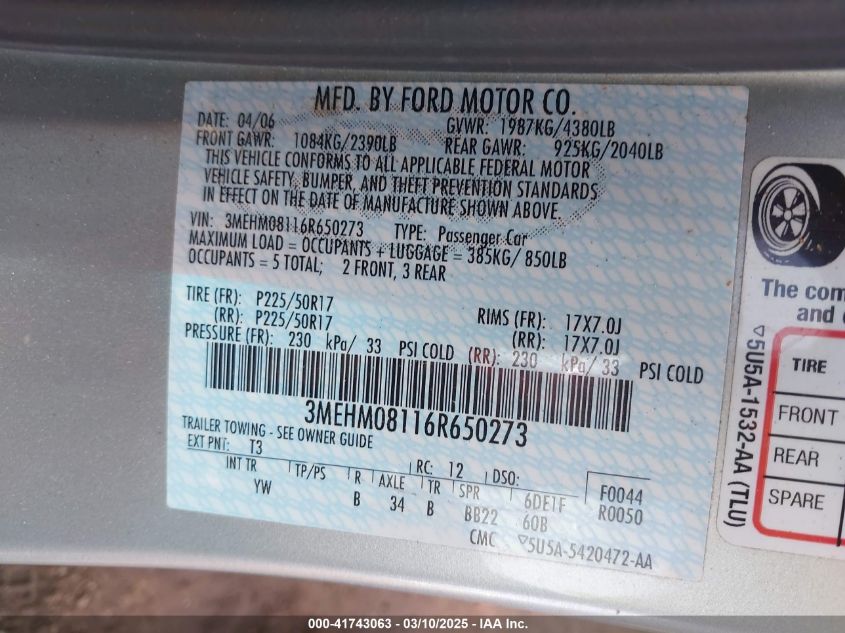 MFD. BY FORD MOTOR CO.
DATE: 04/06 GVWR: 1987KG/4380LB
FRONT GAWR: 1084KG/2390LB REAR GAWR: 925KG/2040LB
THIS VEHICLE CONFORMS TO ALL APPLICABLE FEDERAL MOTOR
VEHICLE SAFETY, BUMPER, AND THEFT PREVENTION STANDARDS
IN EFFECT ON THE DATE OF MANUFACTURE SHOWN ABOVE.
VIN: 3MEHM08116R650273 TYPE: Passenger Car
MAXIMUM LOAD = OCCUPANTS + LUGGAGE = 385KG/ 850LB
OCCUPANTS = 5 TOTAL; 2 FRONT, 3 REAR
TIRE (FR): P225/50R17 RIMS (FR): 17X7.0J
(RR): P225/50R17 (RR): 17X7.0J
PRESSURE (FR): 230 kPa/ 33 PSI COLD (RR): 230 kPa/ 33 PSI COLD
3MEHM08116R650273
TRAILER TOWING - SEE OWNER GUIDE
EXT PNT: T3 RC: 12 DSO:
INT TR TP/PS R AXLE TR SPR 6DE1F F0044
YW B 34 B BB22 60B R0050
CMC ▽5U5A-5420472-AA
The com
and
▽5U5A-1532-AA (TLU)
TIRE
FRONT
REAR
SPARE
000-41743063 - 03/10/2025 - IAA Inc.